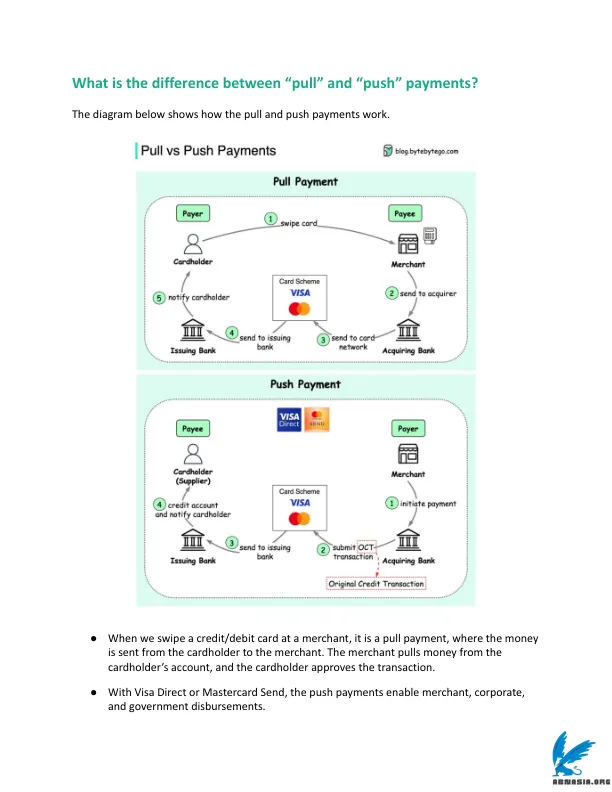 What is the difference between “pull” and “push” payments?
The diagram below shows how the pull and push payments work.
Pull vs Push Payments
blog.bytebytego.com
Pull Payment
Payer
Payee
1
swipe card
Cardholder
Merchant
Card Scheme
VISA
5 notify cardholder
2 send to acquirer
4 send to issuing
bank
3 send to card
network
Issuing Bank
Acquiring Bank
Push Payment
VISA
Direct
Payee
Payer
Cardholder
(Supplier)
Merchant
Card Scheme
VISA
4 credit account
and notify cardholder
1 initiate payment
3 send to issuing
bank
2 submit OCT
transaction
Issuing Bank
Acquiring Bank
Original Credit Transaction
● When we swipe a credit/debit card at a merchant, it is a pull payment, where the money
is sent from the cardholder to the merchant. The merchant pulls money from the
cardholder’s account, and the cardholder approves the transaction.
● With Visa Direct or Mastercard Send, the push payments enable merchant, corporate,
and government disbursements.
ABNASIA.ORG